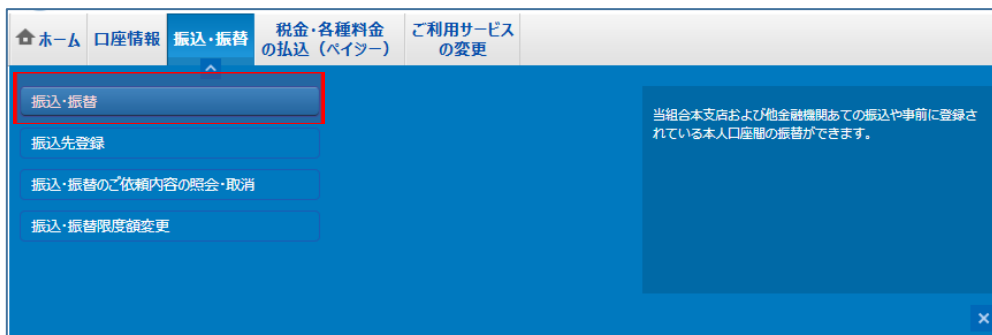 ホーム
口座情報
振込・振替
税金・各種料金
の払込（ペイジー）
ご利用サービス
の変更
振込・振替
振込先登録
振込・振替のご依頼内容の照会・取消
振込・振替限度額変更
当組合本支店および他金融機関あての振込や事前に登録さ
れている本人口座間の振替ができます。